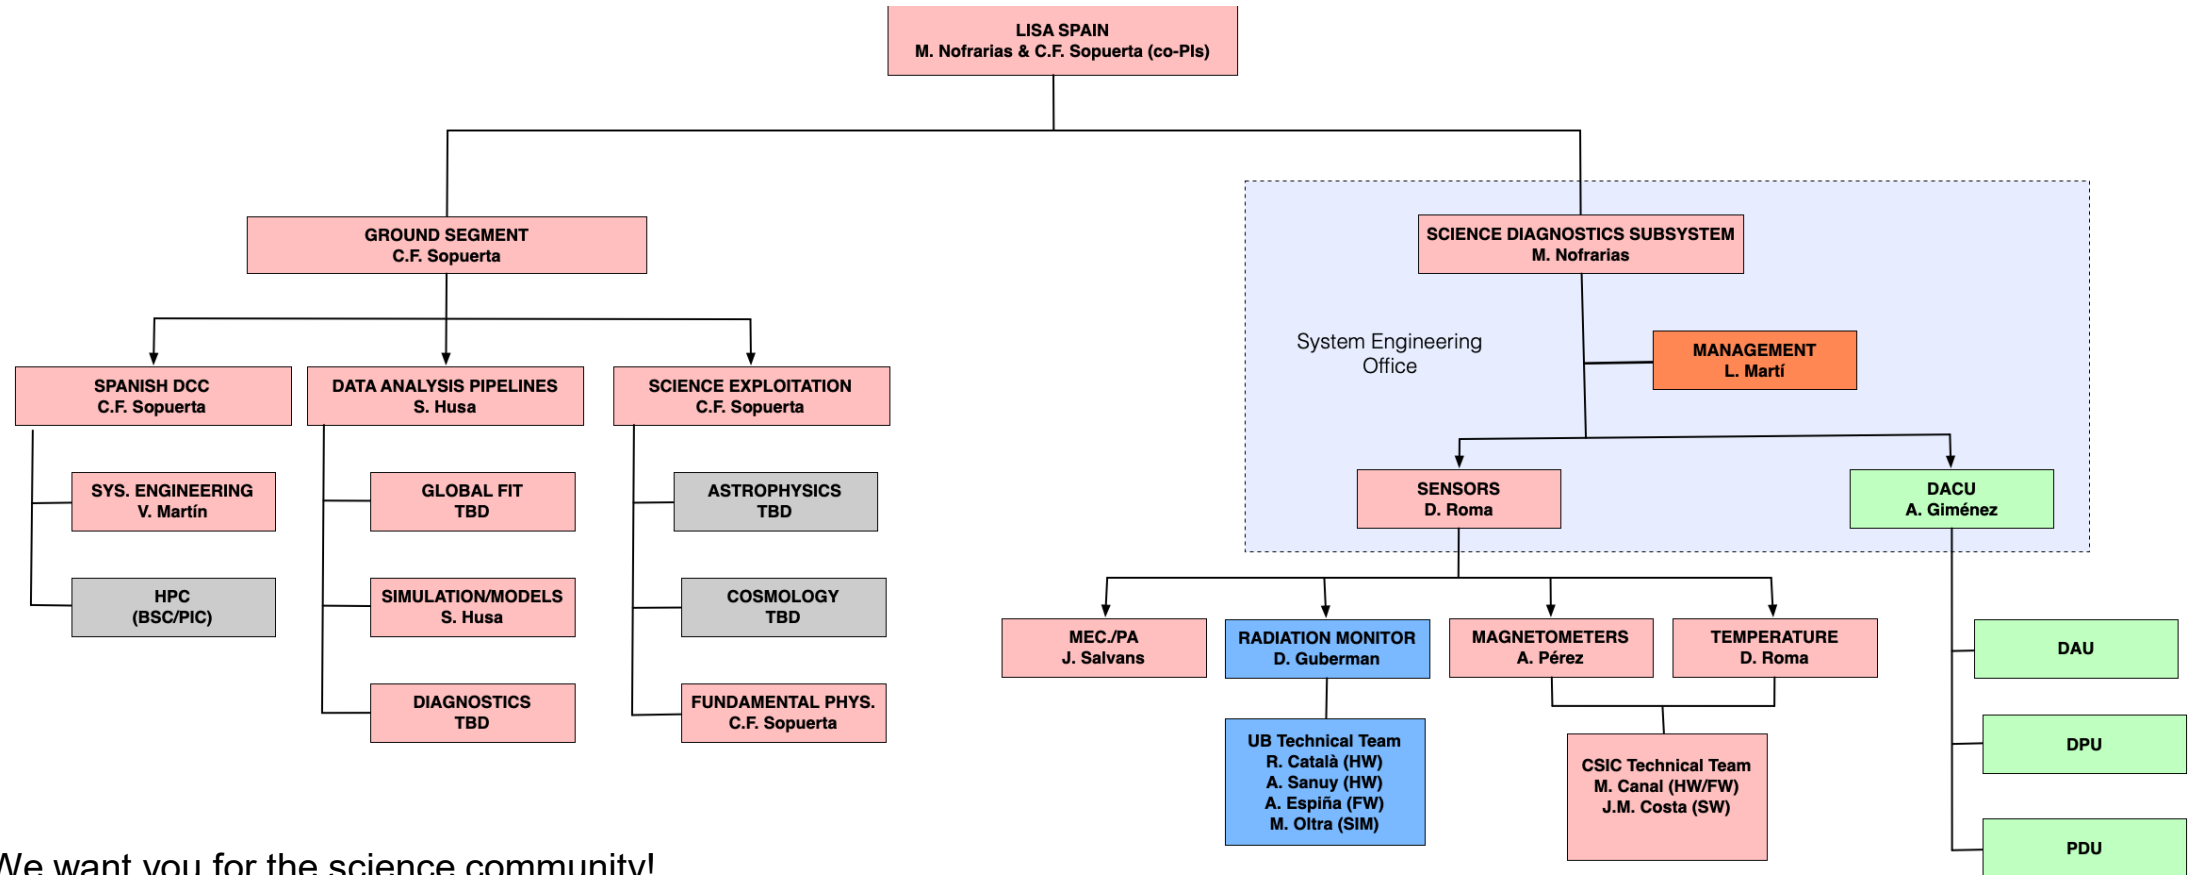 LISA SPAIN
M. Nofrarias & C.F. Sopuerta (co-PIs)
GROUND SEGMENT
C.F. Sopuerta
SCIENCE DIAGNOSTICS SUBSYSTEM
M. Nofrarias
System Engineering
Office
MANAGEMENT
L. Martí
SPANISH DCC
C.F. Sopuerta
DATA ANALYSIS PIPELINES
S. Husa
SCIENCE EXPLOITATION
C.F. Sopuerta
SYS. ENGINEERING
V. Martín
GLOBAL FIT
TBD
ASTROPHYSICS
TBD
SENSORS
D. Roma
DACU
A. Giménez
HPC
(BSC/PIC)
SIMULATION/MODELS
S. Husa
COSMOLOGY
TBD
MEC./PA
J. Salvans
RADIATION MONITOR
D. Guberman
MAGNETOMETERS
A. Pérez
TEMPERATURE
D. Roma
DAU
DIAGNOSTICS
TBD
FUNDAMENTAL PHYS.
C.F. Sopuerta
UB Technical Team
R. Català (HW)
A. Sanuy (HW)
A. Espiña (FW)
M. Oltra (SIM)
CSIC Technical Team
M. Canal (HW/FW)
J.M. Costa (SW)
DPU
PDU
We want you for the science community!